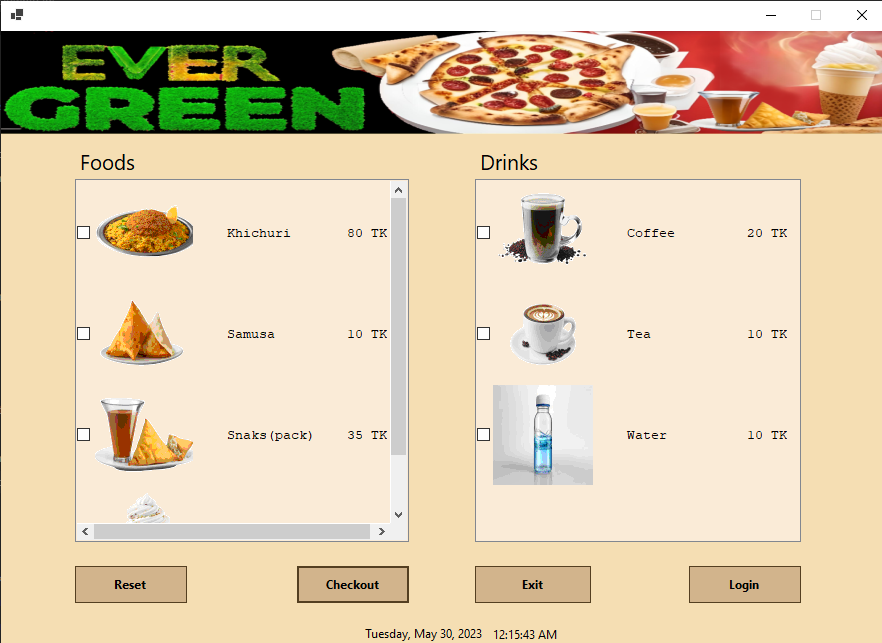 EVER
GREEN
Foods
Drinks
Khichuri 80 TK
Samusa 10 TK
Snaks(pack) 35 TK
Coffee 20 TK
Tea 10 TK
Water 10 TK
Reset
Checkout
Exit
Login
Tuesday, May 30, 2023 12:15:43 AM